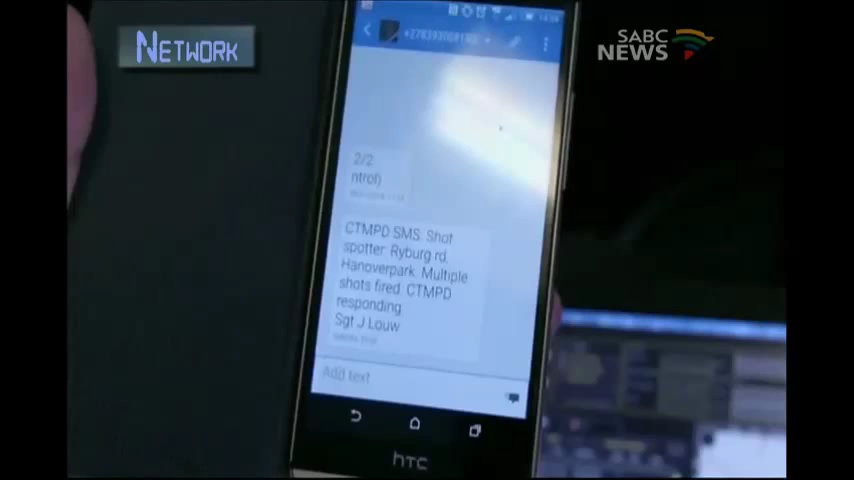 NETWORK
SABC
NEWS
2/2
ntrol)
CTMPD SMS. Shot
spotter: Ryburg rd,
Hanoverpark. Multiple
shots fired. CTMPD
responding.
Sgt J Louw
Add text
hTC